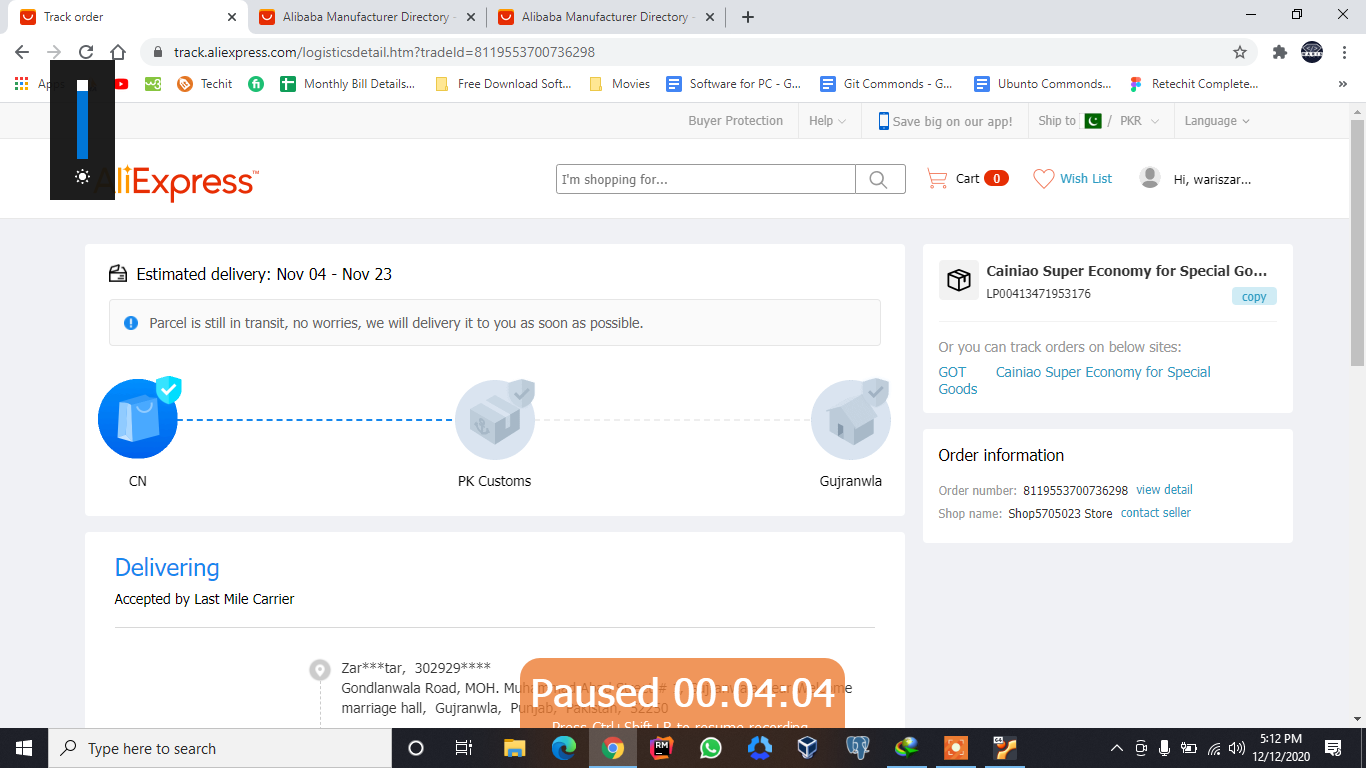 Track order
Alibaba Manufacturer Directory -
Alibaba Manufacturer Directory -
track.aliexpress.com/logisticsdetail.htm?tradeId=8119553700736298
Techit
Monthly Bill Details...
Free Download Soft...
Movies
Software for PC - G...
Git Commonds - G...
Ubunto Commonds...
Retechit Complete...
Buyer Protection
Help
Save big on our app!
Ship to / PKR
Language
AliExpress™
I'm shopping for...
Cart 0
Wish List
Hi, wariszar...
Estimated delivery: Nov 04 - Nov 23
Parcel is still in transit, no worries, we will delivery it to you as soon as possible.
CN
PK Customs
Gujranwla
Cainiao Super Economy for Special Go...
LP00413471953176
copy
Or you can track orders on below sites:
GOT Cainiao Super Economy for Special
Goods
Order information
Order number: 8119553700736298 view detail
Shop name: Shop5705023 Store contact seller
Delivering
Accepted by Last Mile Carrier
Zar***tar, 302929****
Gondlanwala Road, MOH.
marriage hall, Gujranwla, Punjab, Pakistan, 52250
Paused 00:04:04
Press Ctrl+Shift+R to resume recording
Type here to search
5:12 PM
12/12/2020